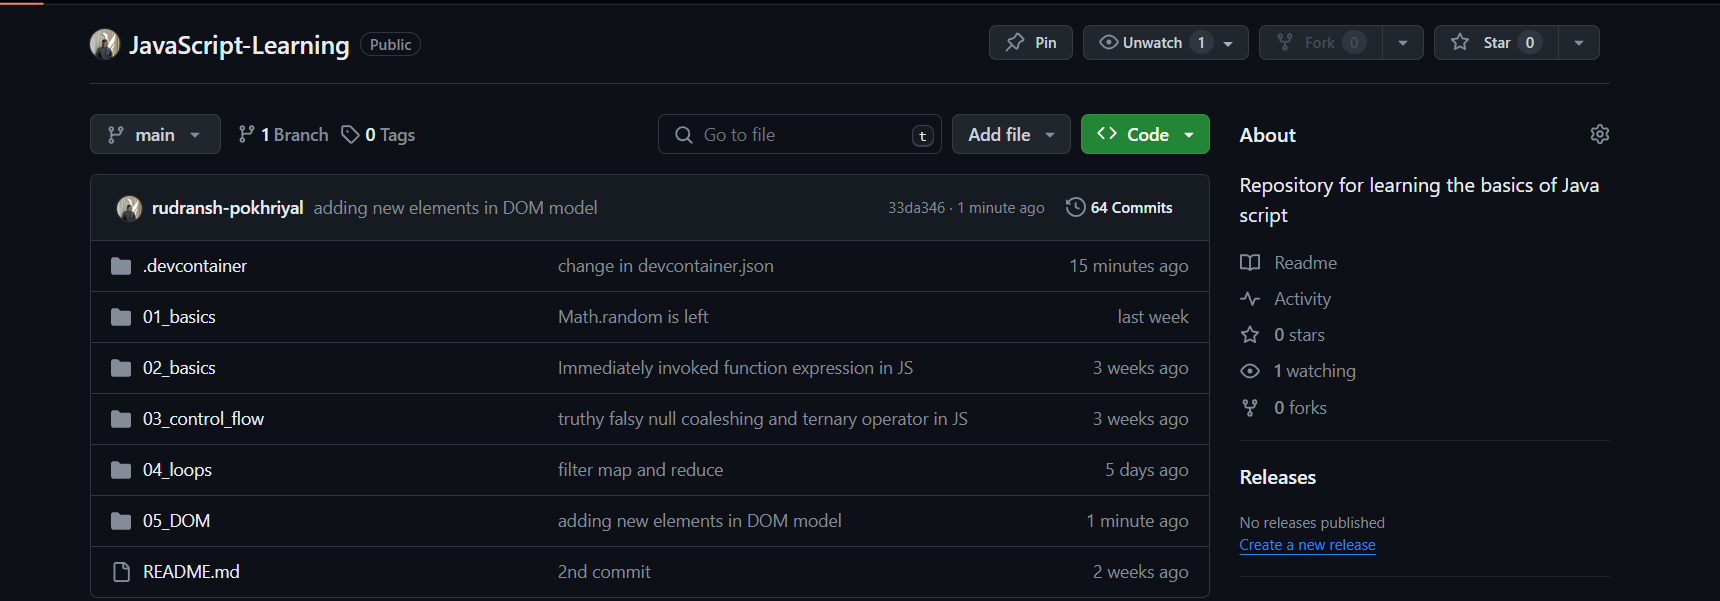 JavaScript-Learning Public Pin Unwatch 1 Fork 0 Star 0
main 1 Branch 0 Tags Go to file t Add file Code
rudransh-pokhriyal adding new elements in DOM model 33da346 · 1 minute ago 64 Commits
.devcontainer change in devcontainer.json 15 minutes ago
01_basics Math.random is left last week
02_basics Immediately invoked function expression in JS 3 weeks ago
03_control_flow truthy falsy null coaleshing and ternary operator in JS 3 weeks ago
04_loops filter map and reduce 5 days ago
05_DOM adding new elements in DOM model 1 minute ago
README.md 2nd commit 2 weeks ago
About
Repository for learning the basics of Java
script
Readme
Activity
0 stars
1 watching
0 forks
Releases
No releases published
Create a new release